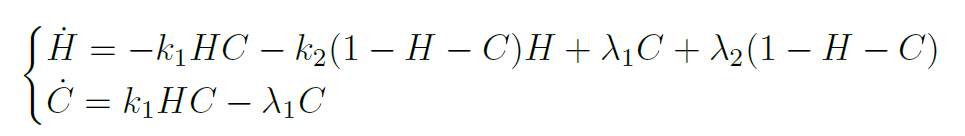 Ḣ = −k₁HC − k₂(1 − H − C)H + λ₁C + λ₂(1 − H − C)
Ċ = k₁HC − λ₁C